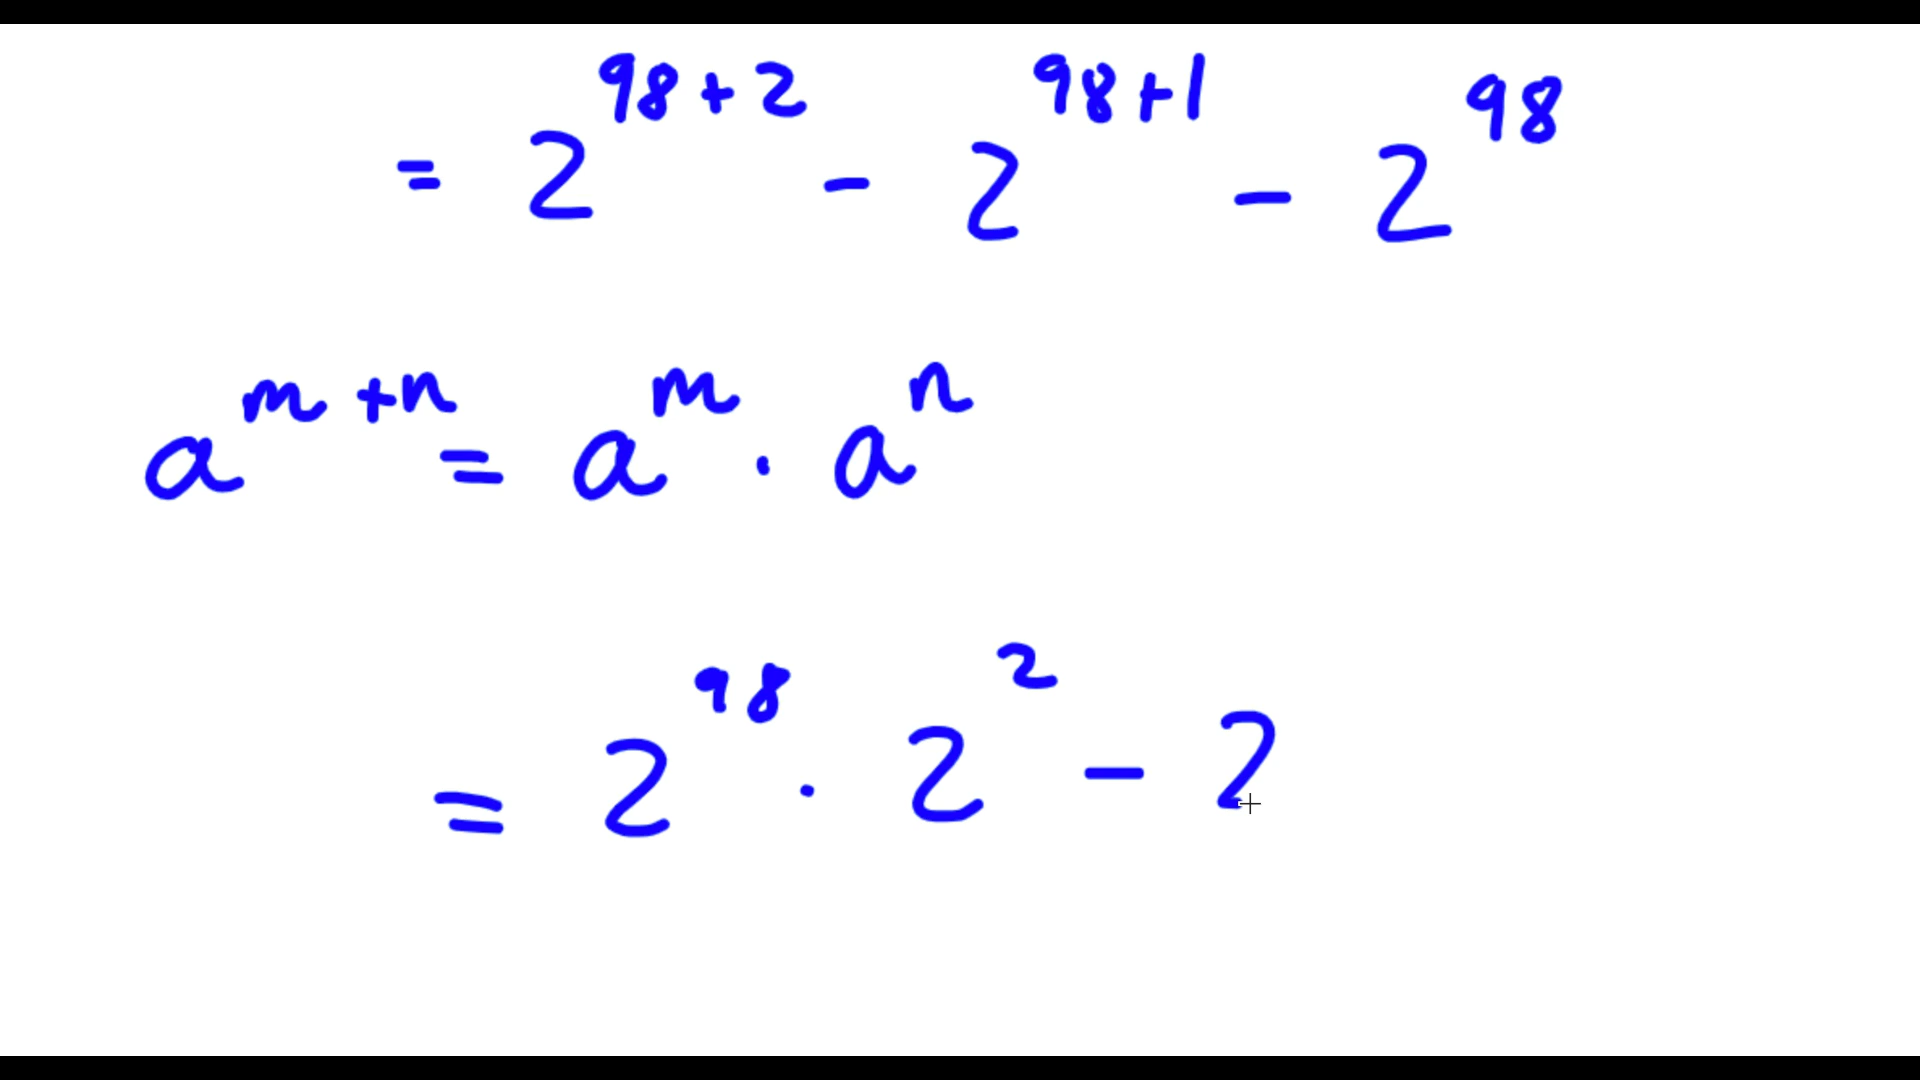 = 2^{98+2} - 2^{98+1} - 2^{98}
a^{m+n} = a^m · a^n
= 2^{98} · 2^2 - 2